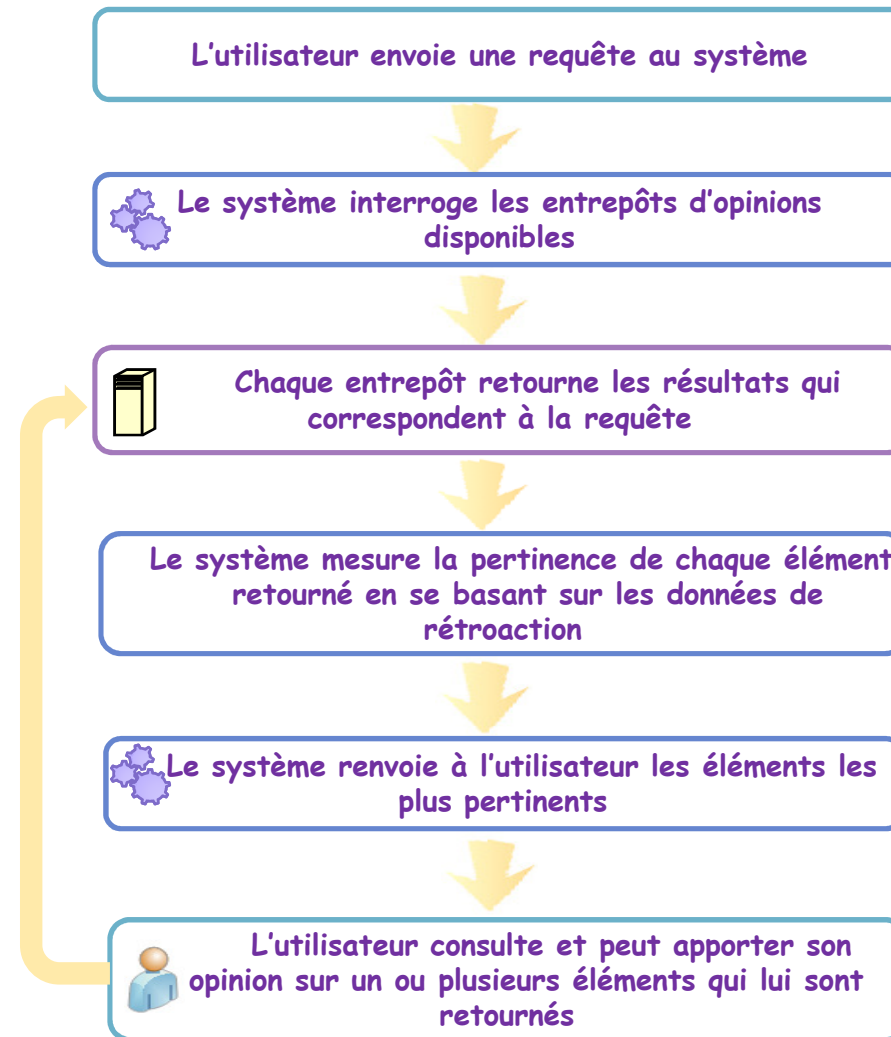 L’utilisateur envoie une requête au système
Le système interroge les entrepôts d’opinions
disponibles
Chaque entrepôt retourne les résultats qui
correspondent à la requête
Le système mesure la pertinence de chaque élément
retourné en se basant sur les données de
rétroaction
Le système renvoie à l’utilisateur les éléments les
plus pertinents
L’utilisateur consulte et peut apporter son
opinion sur un ou plusieurs éléments qui lui sont
retournés